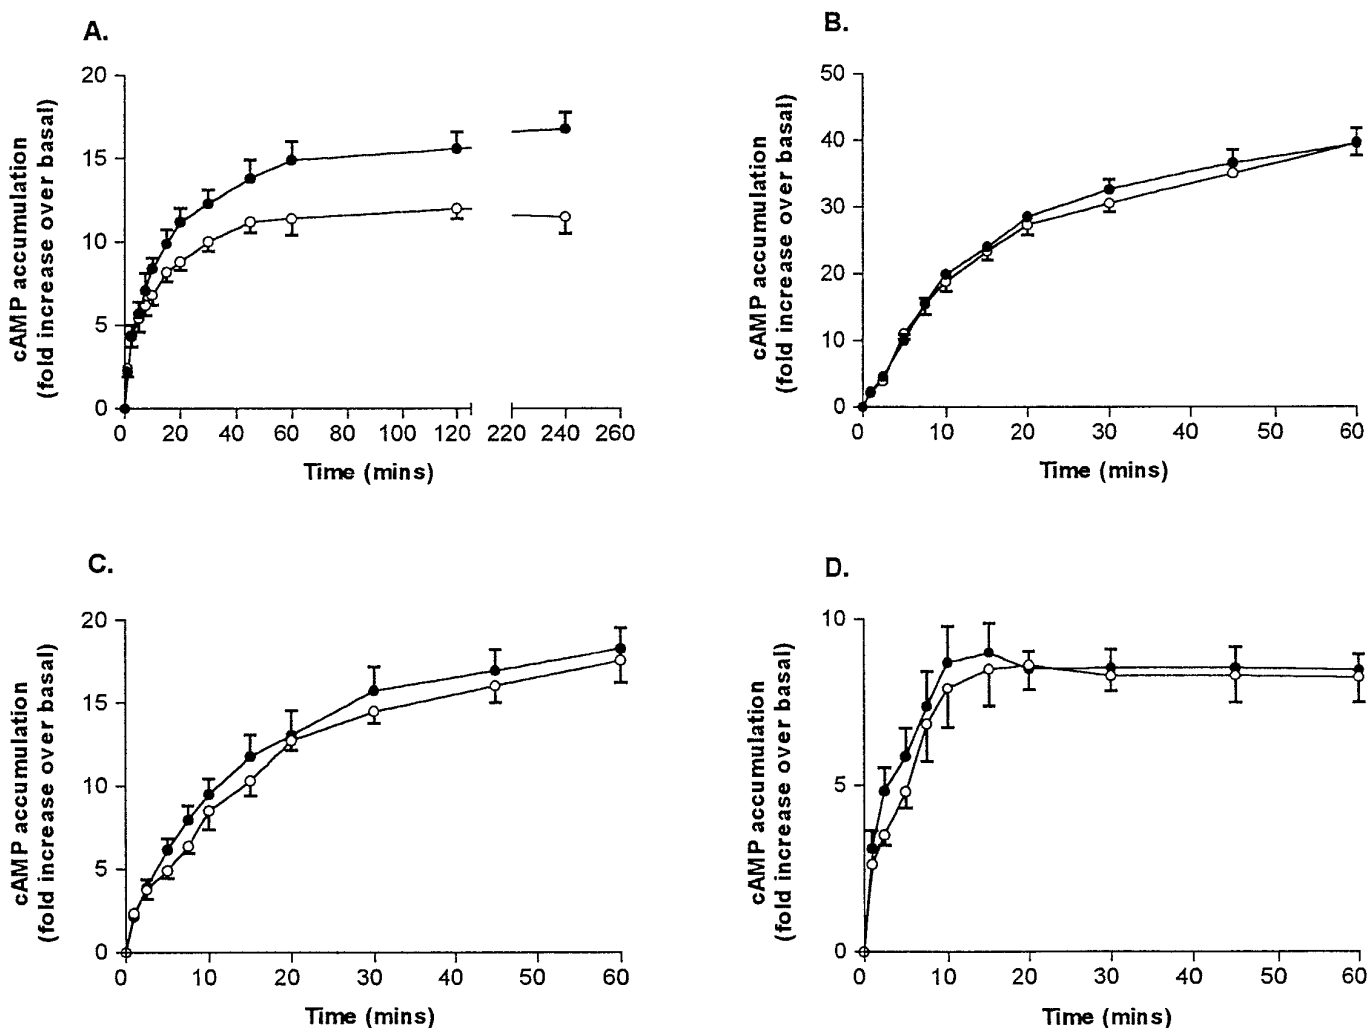 A.
cAMP accumulation
(fold increase over basal)
20
15
10
5
0
0 20 40 60 80 100 120 220 240 260
Time (mins)
B.
cAMP accumulation
(fold increase over basal)
50
40
30
20
10
0
0 10 20 30 40 50 60
Time (mins)
C.
cAMP accumulation
(fold increase over basal)
20
15
10
5
0
0 10 20 30 40 50 60
Time (mins)
D.
cAMP accumulation
(fold increase over basal)
10
5
0
0 10 20 30 40 50 60
Time (mins)